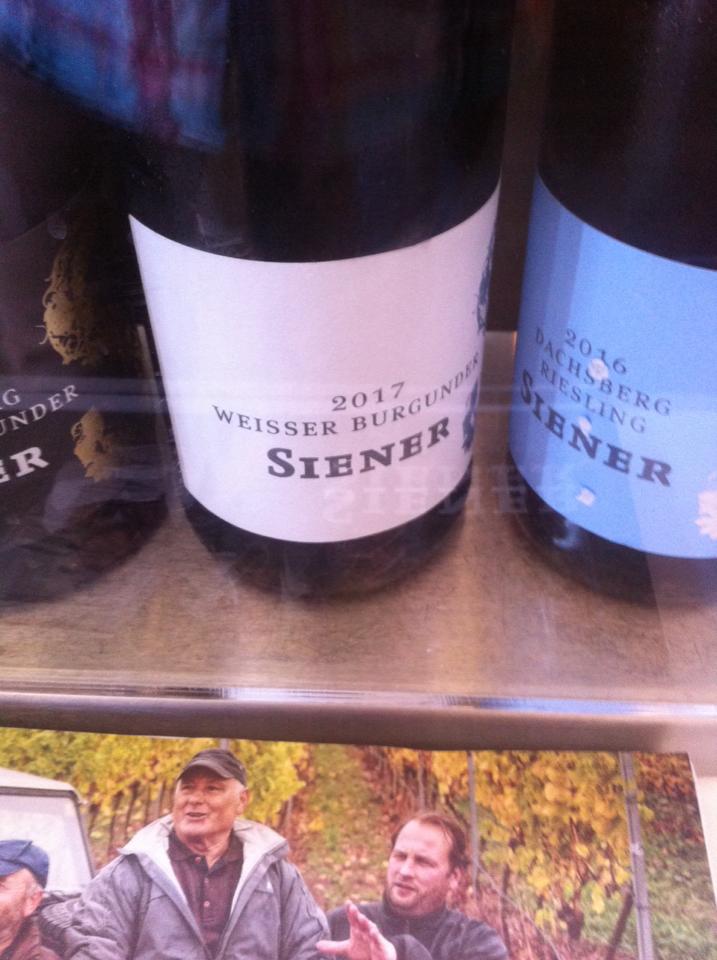 2017
WEISSER BURGUNDER
SIENER
2016
DACHSBERG
RIESLING
SIENER